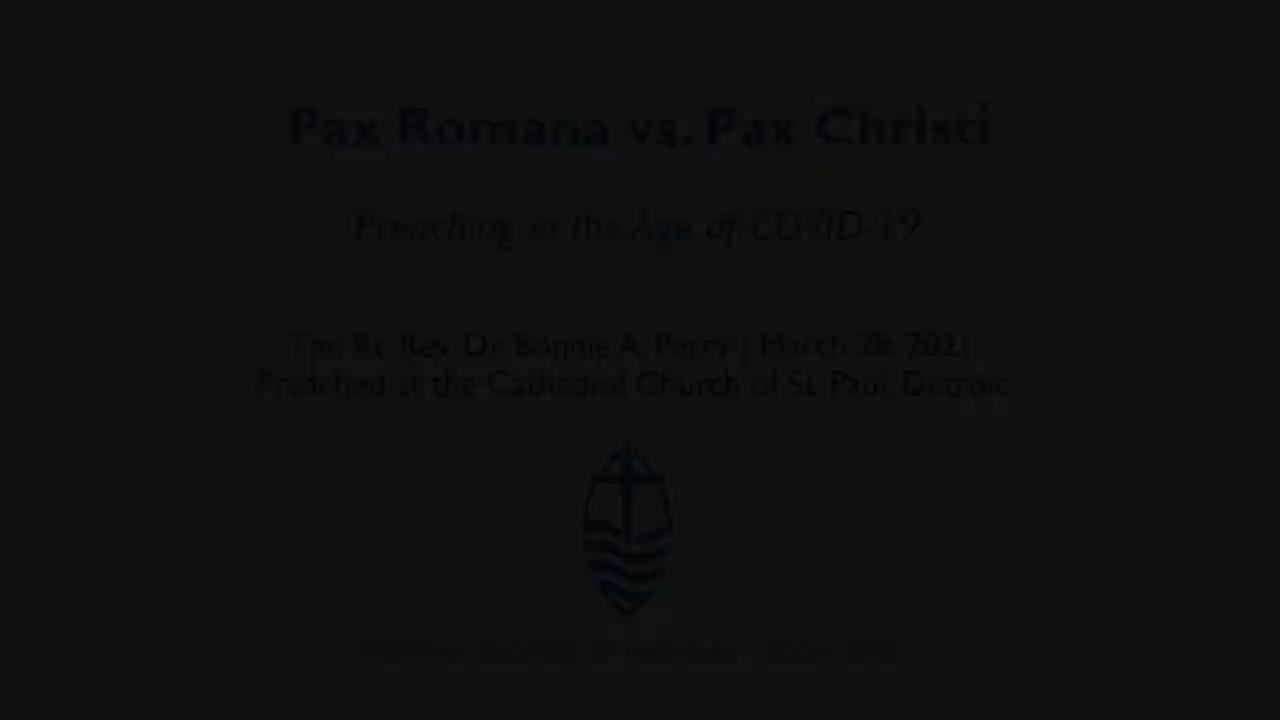 Pax Romana vs. Pax Christi
Preaching in the Age of COVID-19
The Rt. Rev. Dr. Bonnie A. Perry | March 28, 2021
Preached at the Cathedral Church of St. Paul, Detroit